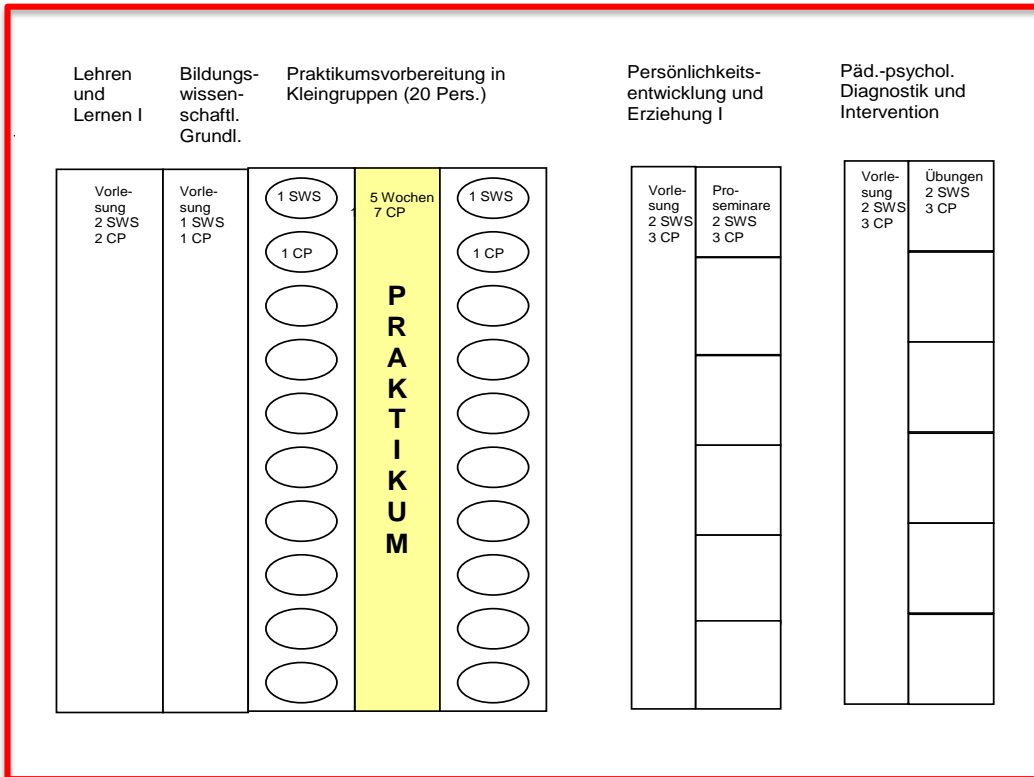 Lehren
und
Lernen I
Bildungs-
wissen-
schaftl.
Grundl.
Praktikumsvorbereitung in
Kleingruppen (20 Pers.)
Persönlichkeits-
entwicklung und
Erziehung I
Päd.-psychol.
Diagnostik und
Intervention
Vorle-
sung
2 SWS
2 CP
Vorle-
sung
1 SWS
1 CP
1 SWS
1 CP
1
5 Wochen
7 CP
P
R
A
K
T
I
K
U
M
1 SWS
1 CP
Vorle-
sung
2 SWS
3 CP
Pro-
seminare
2 SWS
3 CP
Vorle-
sung
2 SWS
3 CP
Übungen
2 SWS
3 CP